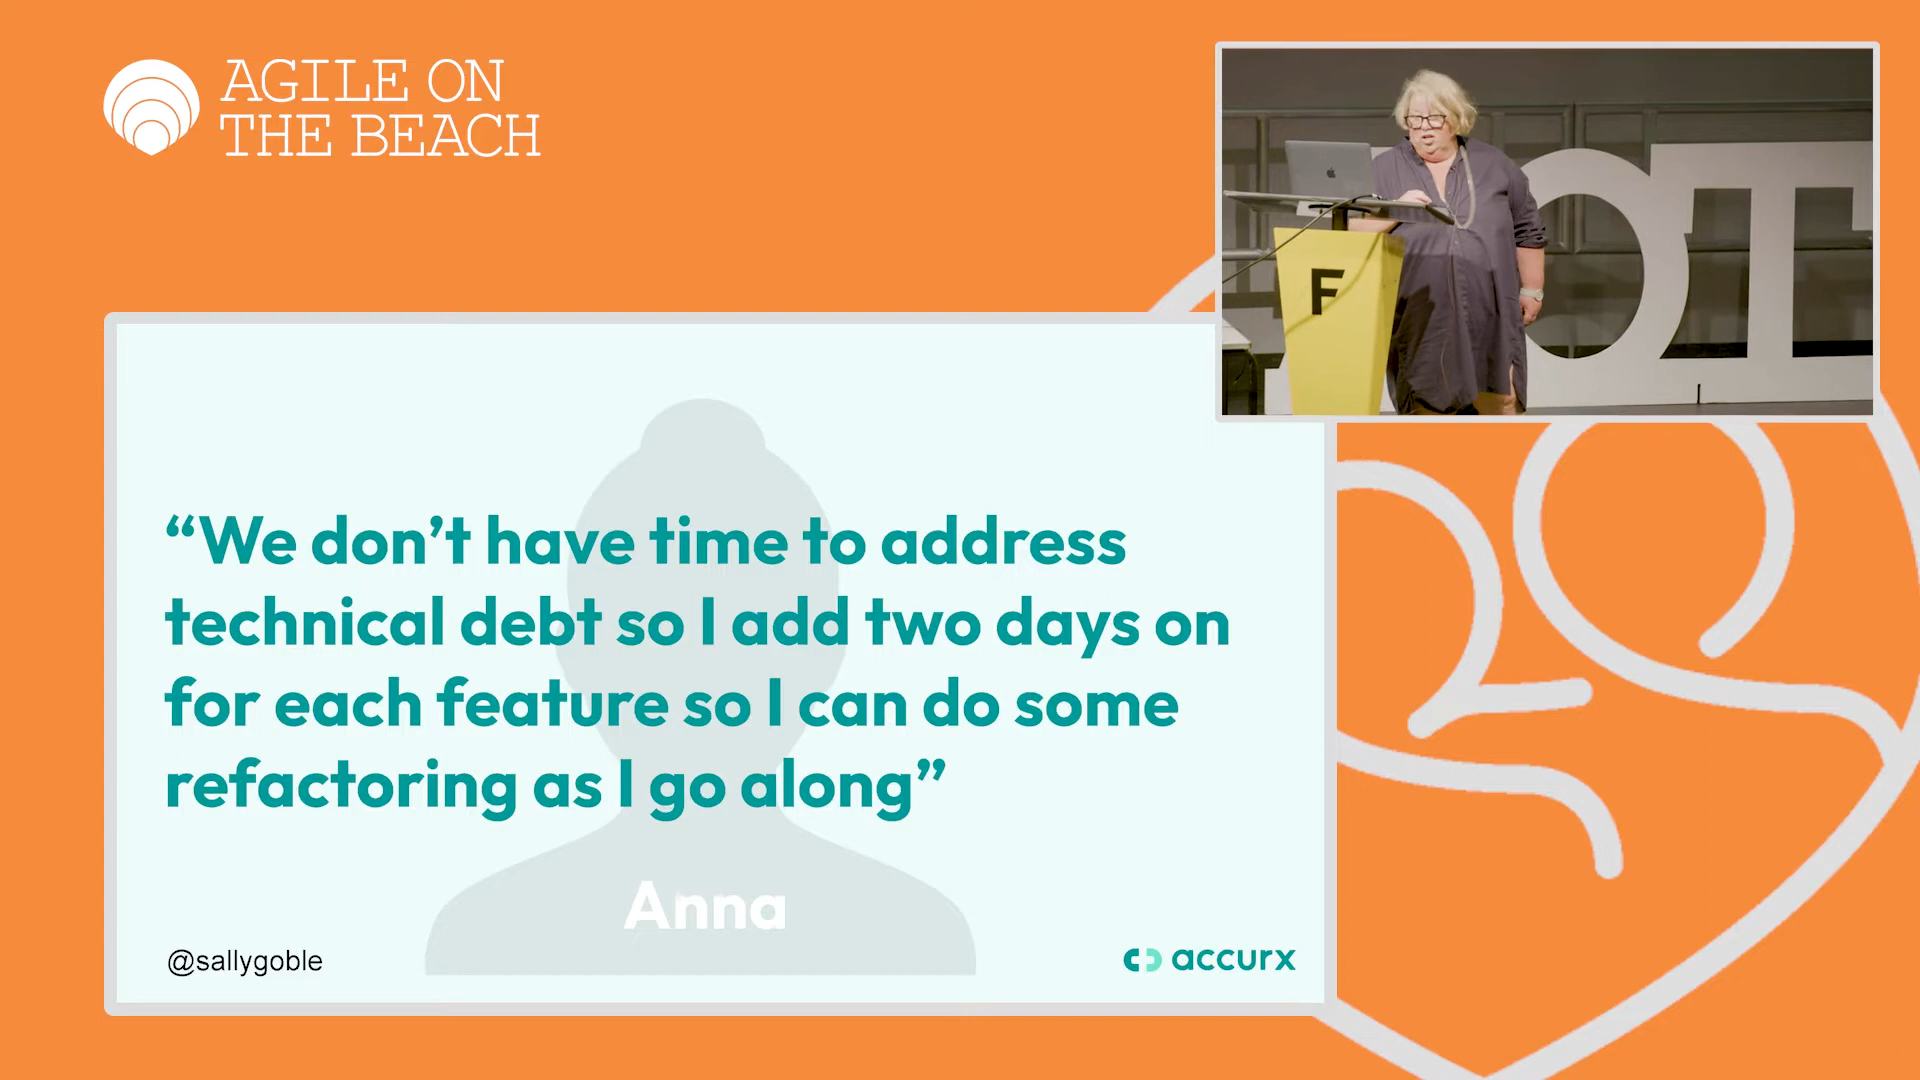 AGILE ON
THE BEACH
F
“We don’t have time to address
technical debt so I add two days on
for each feature so I can do some
refactoring as I go along”
Anna
@sallygoble
accurx